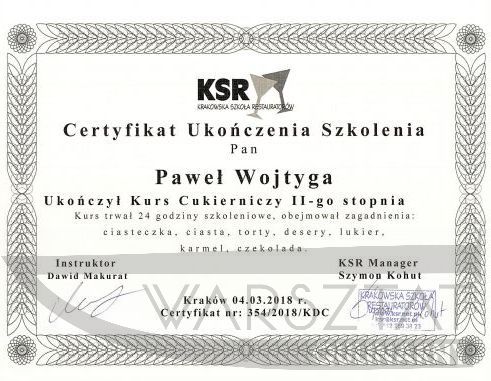 KSR
KRAKOWSKA SZKOŁA RESTAURATORÓW
Certyfikat Ukończenia Szkolenia
Pan
Paweł Wojtyga
Ukończył Kurs Cukierniczy II-go stopnia
Kurs trwał 24 godziny szkoleniowe, obejmował zagadnienia:
ciasteczka, ciasta, torty, desery, lukier,
karmel, czekolada.
Instruktor
Dawid Makurat
KSR Manager
Szymon Kohut
Kraków 04.03.2018 r.
Certyfikat nr: 354/2018/KDC
KRAKOWSKA SZKOŁA
RESTAURATORÓW
WARSZTAT